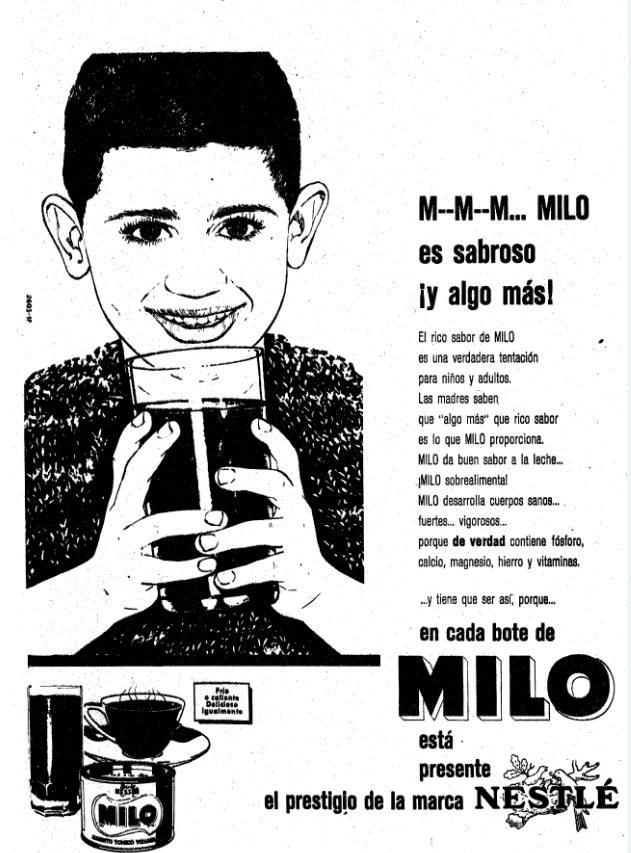 M--M--M... MILO
es sabroso
¡y algo más!
El rico sabor de MILO
es una verdadera tentación
para niños y adultos.
Las madres saben
que "algo más" que rico sabor
es lo que MILO proporciona.
MILO da buen sabor a la leche...
¡MILO sobrealimenta!
MILO desarrolla cuerpos sanos...
fuertes... vigorosos...
porque de verdad contiene fósforo,
calcio, magnesio, hierro y vitaminas.
...y tiene que ser así, porque...
en cada bote de
MILO
está
presente
el prestigio de la marca NESTLÉ
Frío
o caliente
Delicioso
igualmente
NESTLÉ
MILO
TONICO
2603-1F